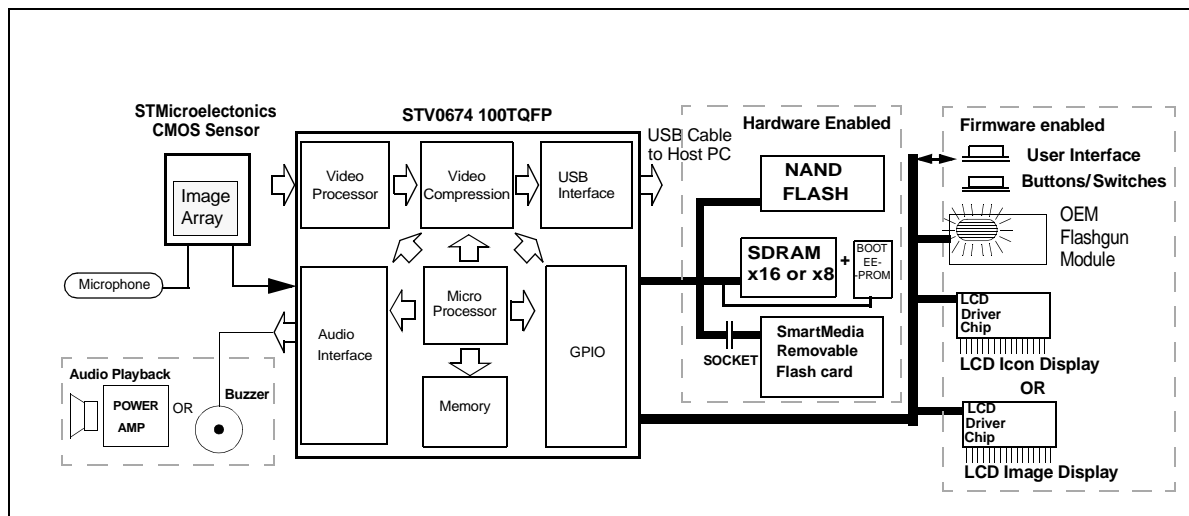 STMicroelectonics
CMOS Sensor
Image
Array
Microphone
STV0674 100TQFP
Video
Processor
Video
Compression
USB
Interface
Audio
Interface
Micro
Processor
Memory
GPIO
Audio Playback
POWER
AMP
OR
Buzzer
USB Cable
to Host PC
Hardware Enabled
NAND
FLASH
SDRAM
x16 or x8
+
BOOT
EE-
-PROM
SOCKET
SmartMedia
Removable
Flash card
Firmware enabled
User Interface
Buttons/Switches
OEM
Flashgun
Module
LCD
Driver
Chip
LCD Icon Display
OR
LCD
Driver
Chip
LCD Image Display